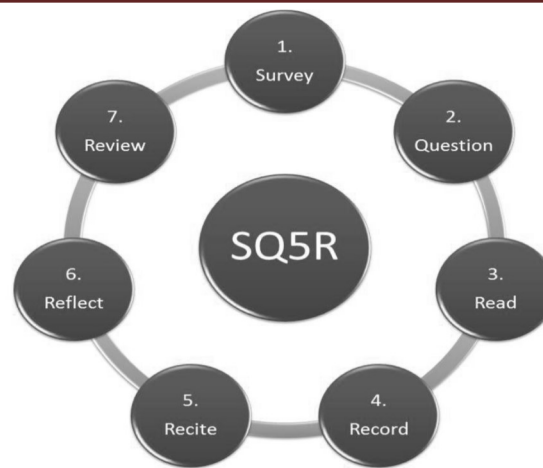 1.
Survey
2.
Question
3.
Read
4.
Record
5.
Recite
6.
Reflect
7.
Review
SQ5R